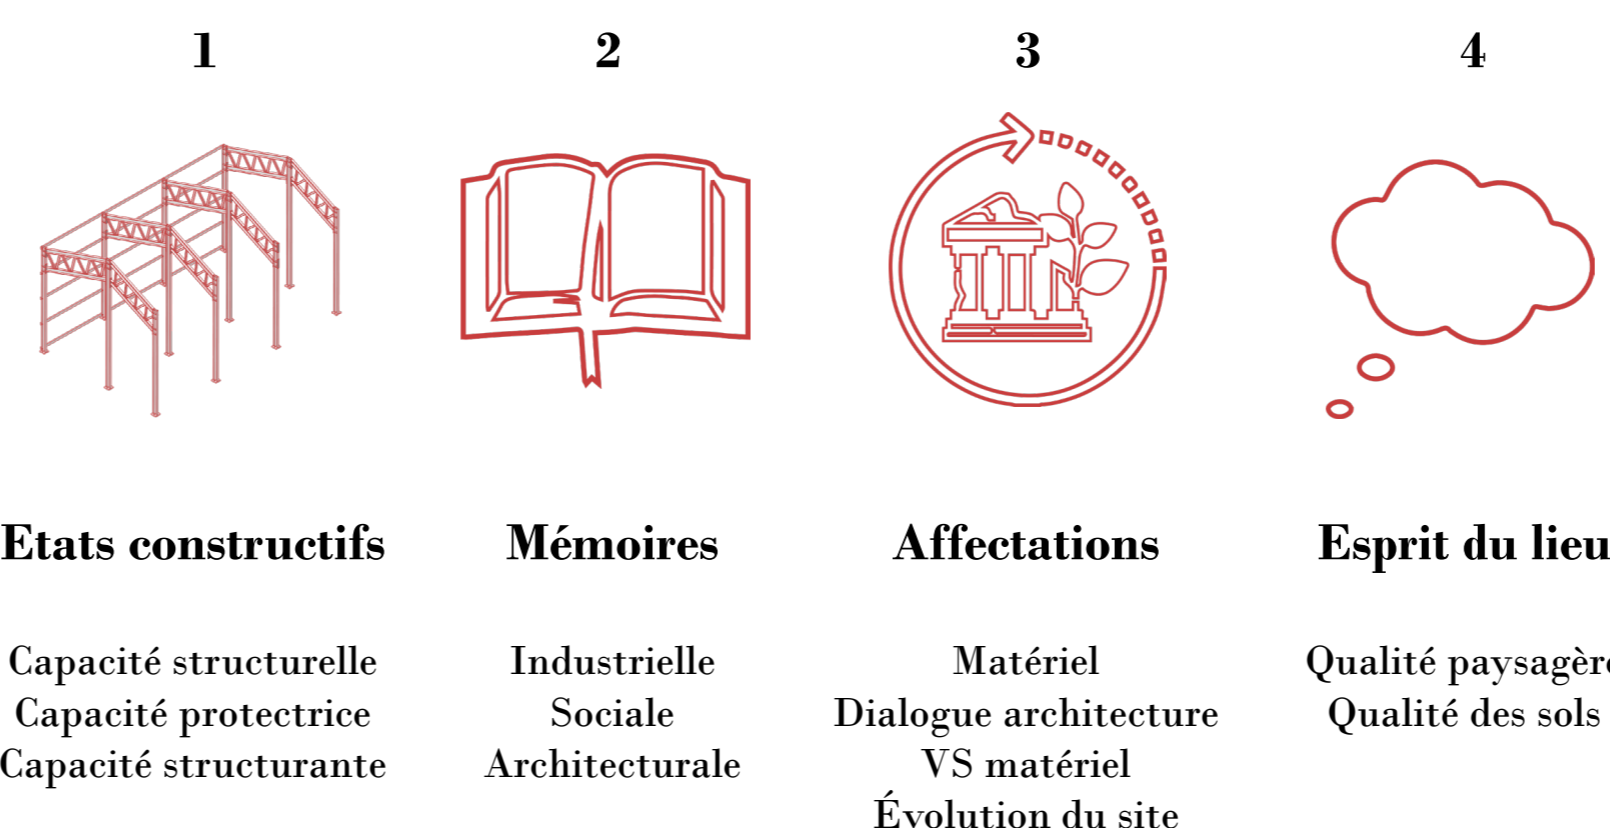 1
2
3
4
Etats constructifs
Mémoires
Affectations
Esprit du lieu
Capacité structurelle
Capacité protectrice
Capacité structurante
Industrielle
Sociale
Architecturale
Matériel
Dialogue architecture
VS matériel
Évolution du site
Qualité paysagère
Qualité des sols